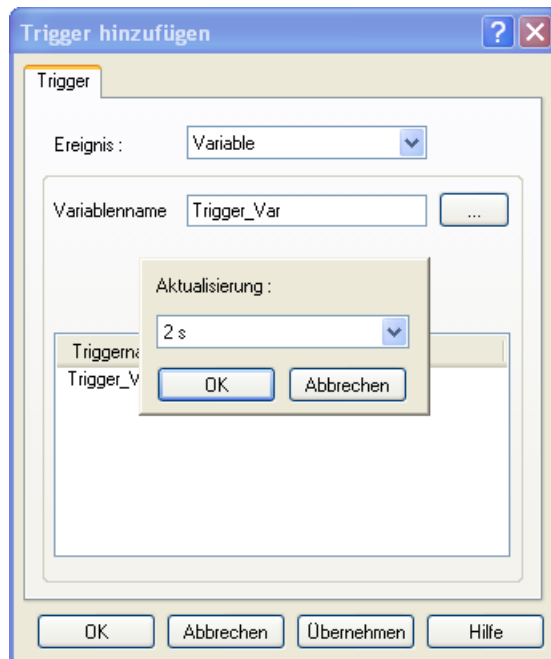 Trigger hinzufügen
Trigger
Ereignis :
Variable
Variablenname
Trigger_Var
...
Aktualisierung :
2 s
OK
Abbrechen
OK
Abbrechen
Übernehmen
Hilfe